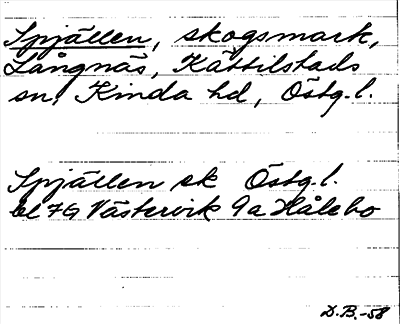 Spjällen, skogsmark,
Långnäs, Kättilstads
sn, Kinda hd, Östg.l.
Spjällen sk Östg.l.
bl 7G Västervik 9a Hålebo
D.B.-58